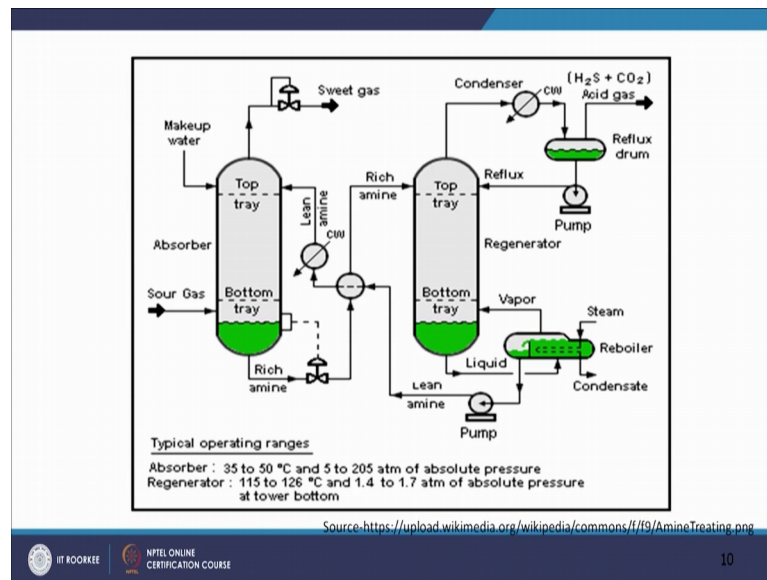 Sweet gas
Makeup
water
Top
tray
Absorber
Sour Gas
Bottom
tray
Rich
amine
Lean
amine
CW
Rich
amine
Condenser
CW
(H2S + CO2)
Acid gas
Reflux
drum
Reflux
Pump
Top
tray
Regenerator
Bottom
tray
Vapor
Steam
Reboiler
Liquid
Condensate
Lean
amine
Pump
Typical operating ranges
Absorber : 35 to 50 °C and 5 to 205 atm of absolute pressure
Regenerator : 115 to 126 °C and 1.4 to 1.7 atm of absolute pressure
at tower bottom
Source-https://upload.wikimedia.org/wikipedia/commons/f/f9/AmineTreating.png
IIT ROORKEE
NPTEL ONLINE
CERTIFICATION COURSE
10